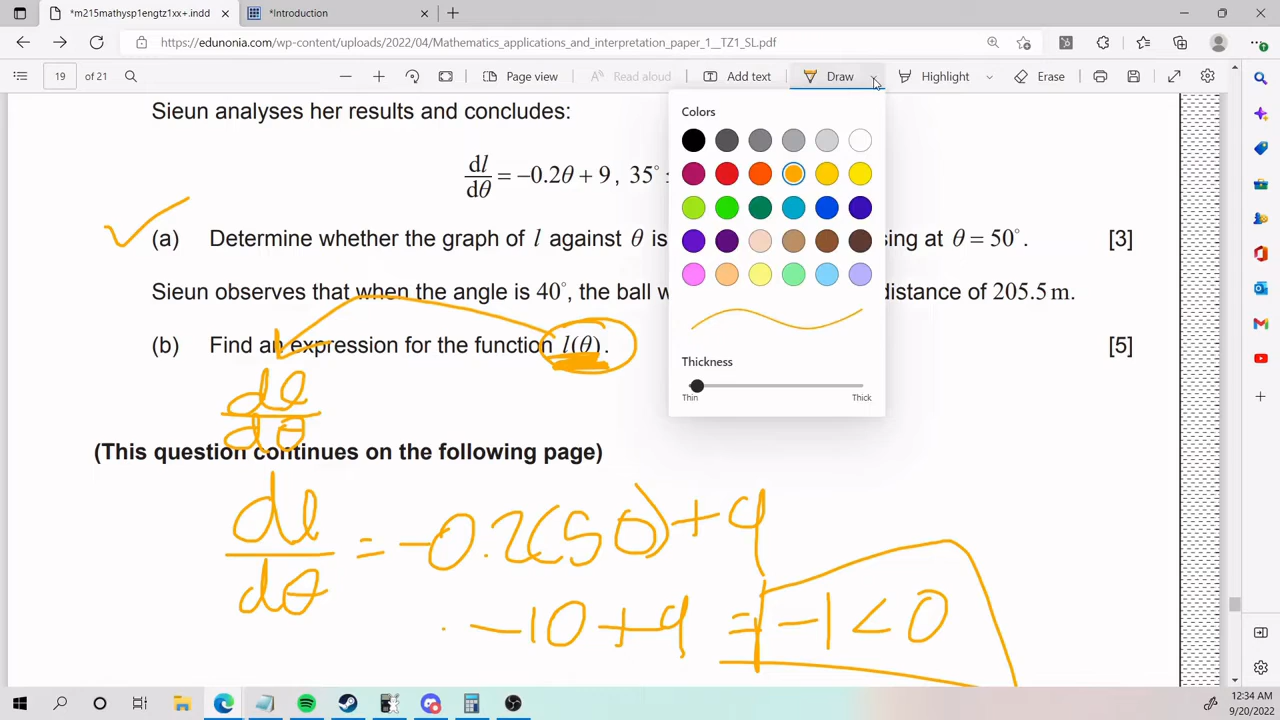 *m215mathysp1engtz1xx+.indd
*Introduction
https://edunonia.com/wp-content/uploads/2022/04/Mathematics_applications_and_interpretation_paper_1__TZ1_SL.pdf
19 of 21
Page view
Read aloud
Add text
Draw
Highlight
Erase
Sieun analyses her results and concludes:
Colors
dl/dθ = −0.2θ + 9 , 35°
(a) Determine whether the graph of l against θ is
sing at θ = 50°. [3]
Sieun observes that when the angle is 40°, the ball w
distance of 205.5 m.
(b) Find an expression for the function l(θ). [5]
Thickness
Thin Thick
dl/dθ
(This question continues on the following page)
dl/dθ = −02(50)+9
−10+9 = −1<0
12:34 AM
9/20/2022